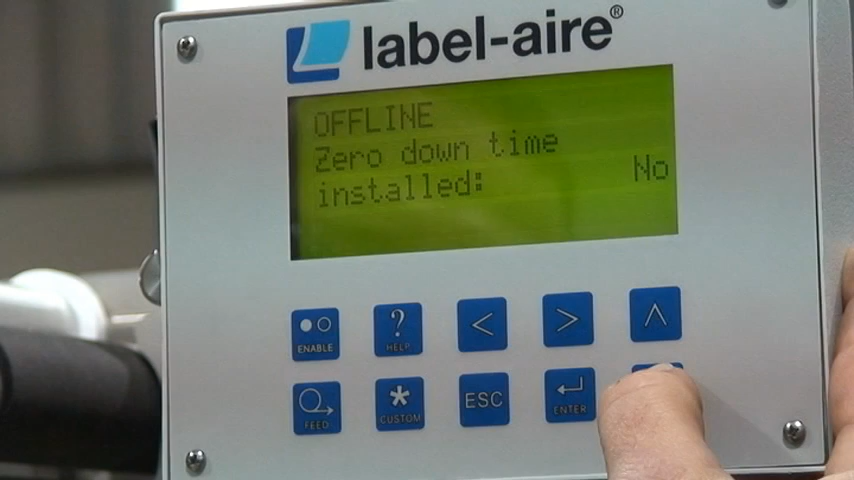 label-aire®
OFFLINE
Zero down time
installed: No
ENABLE
?
HELP
<
>
FEED
*
CUSTOM
ESC
ENTER